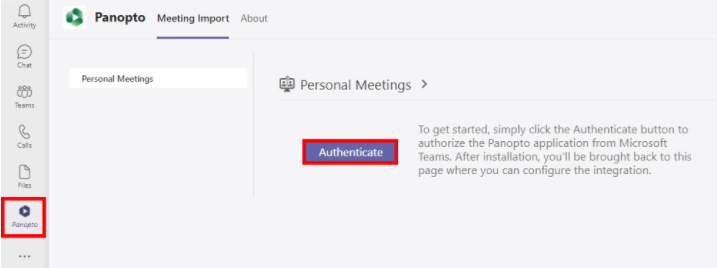 Activity
Chat
Teams
Calls
Files
Panopto
Panopto Meeting Import About
Personal Meetings
Personal Meetings >
Authenticate
To get started, simply click the Authenticate button to
authorize the Panopto application from Microsoft
Teams. After installation, you'll be brought back to this
page where you can configure the integration.